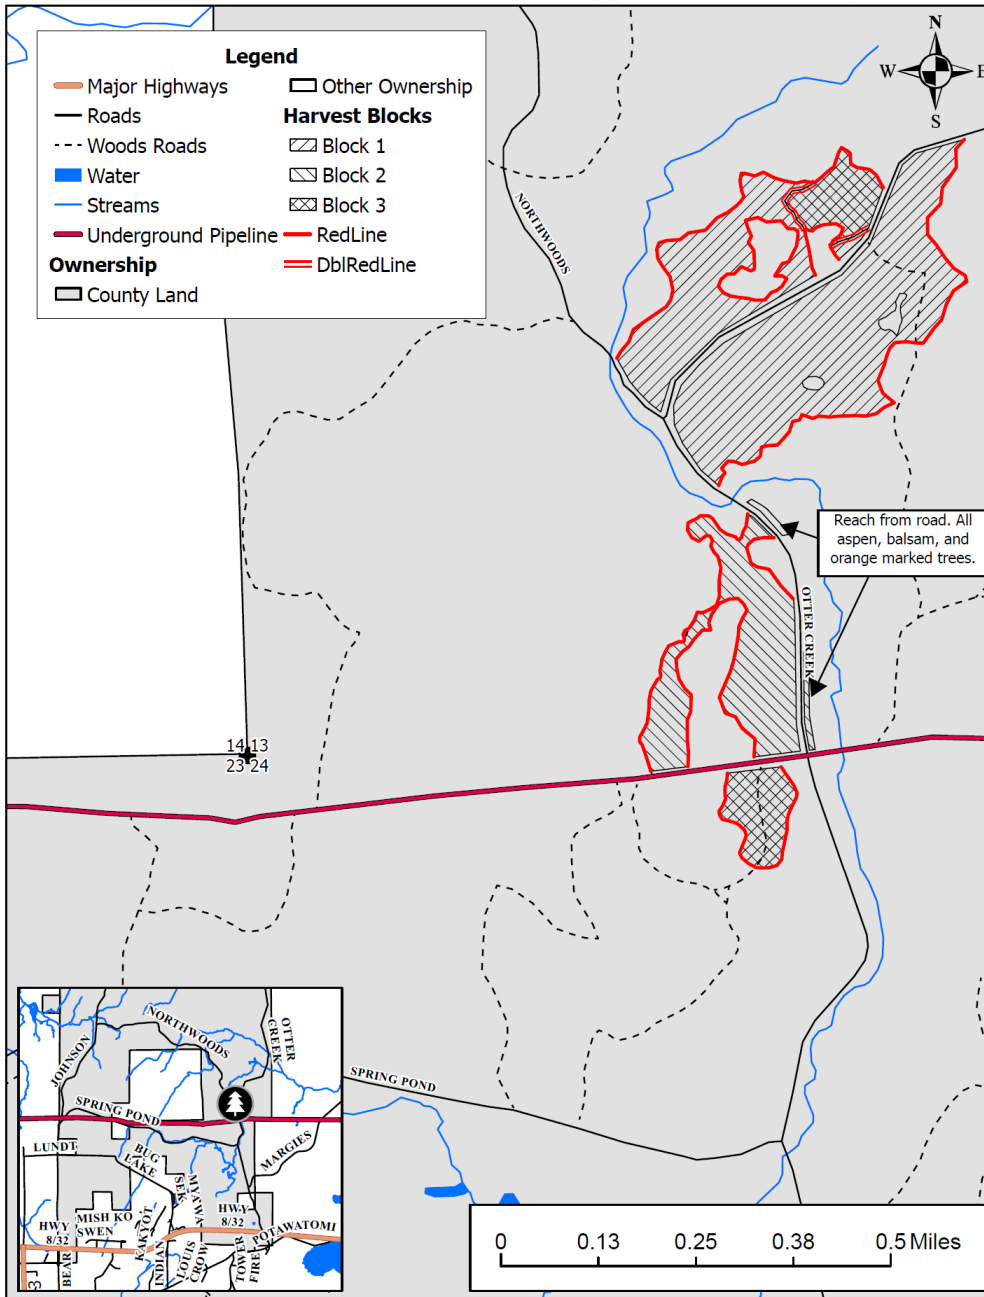 Legend
Major Highways
Roads
Woods Roads
Water
Streams
Underground Pipeline
Ownership
County Land
Other Ownership
Harvest Blocks
Block 1
Block 2
Block 3
RedLine
DblRedLine
N
W E
S
NORTHWOODS
Reach from road. All
aspen, balsam, and
orange marked trees.
OTTER CREEK
14 13
23 24
SPRING POND
NORTHWOODS
OTTER
CREEK
JOHNSON
SPRING POND
LUNDT
BUG
LAKE
MARGIES
SEK
MYAWA
MISH KO
SWEN
KAKYOT
HWY
8/32
HWY
8/32
POTAWATOMI
BEAR
INDIAN
LOUIS
CROW
TOWER
FIRE
0 0.13 0.25 0.38 0.5 Miles